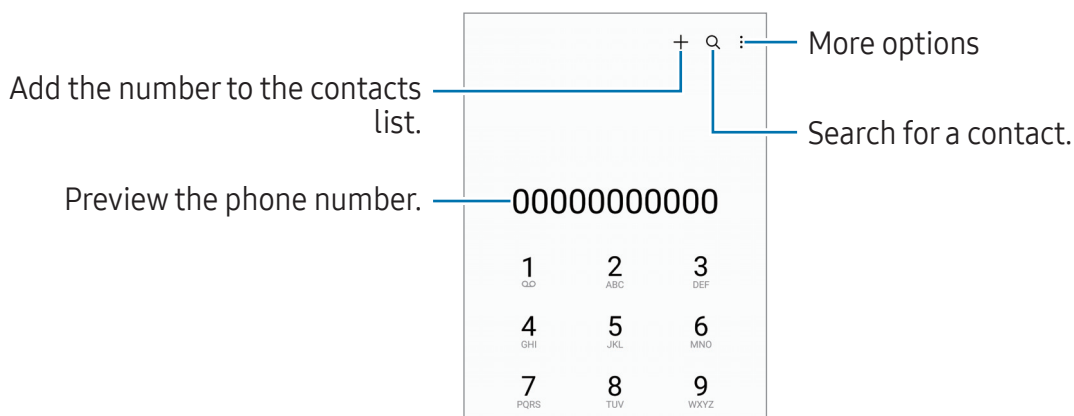 More options
Add the number to the contacts
list.
Search for a contact.
Preview the phone number.
00000000000
1 2 3
ABC DEF
4 5 6
GHI JKL MNO
7 8 9
PQRS TUV WXYZ